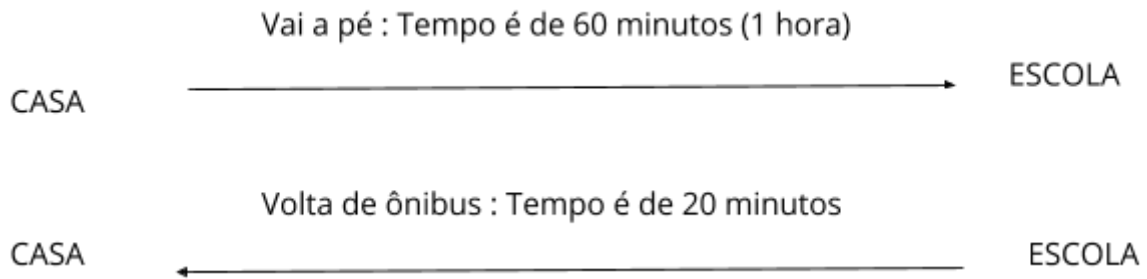 Vai a pé : Tempo é de 60 minutos (1 hora)
CASA
ESCOLA
Volta de ônibus : Tempo é de 20 minutos
CASA
ESCOLA